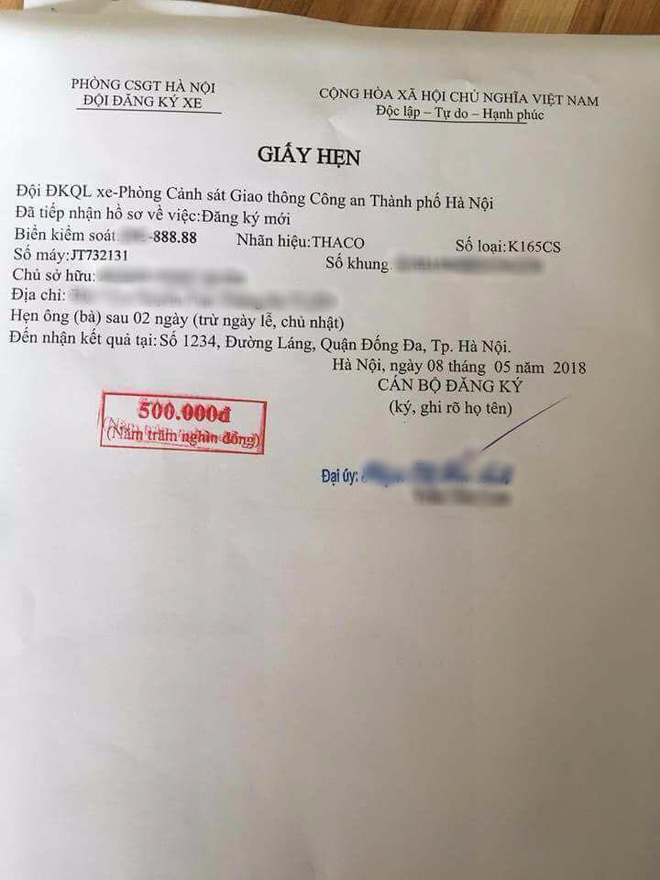 PHÒNG CSGT HÀ NỘI
ĐỘI ĐĂNG KÝ XE
CỘNG HÒA XÃ HỘI CHỦ NGHĨA VIỆT NAM
Độc lập – Tự do – Hạnh phúc
GIẤY HẸN
Đội ĐKQL xe-Phòng Cảnh sát Giao thông Công an Thành phố Hà Nội
Đã tiếp nhận hồ sơ về việc:Đăng ký mới
Biển kiểm soát: -888.88 Nhãn hiệu:THACO Số loại:K165CS
Số máy:JT732131 Số khung
Chủ sở hữu:
Địa chỉ:
Hẹn ông (bà) sau 02 ngày (trừ ngày lễ, chủ nhật)
Đến nhận kết quả tại: Số 1234, Đường Láng, Quận Đống Đa, Tp. Hà Nội.
Hà Nội, ngày 08 tháng 05 năm 2018
CÁN BỘ ĐĂNG KÝ
(ký, ghi rõ họ tên)
500.000đ
(Năm trăm nghìn đồng)
Đại úy: